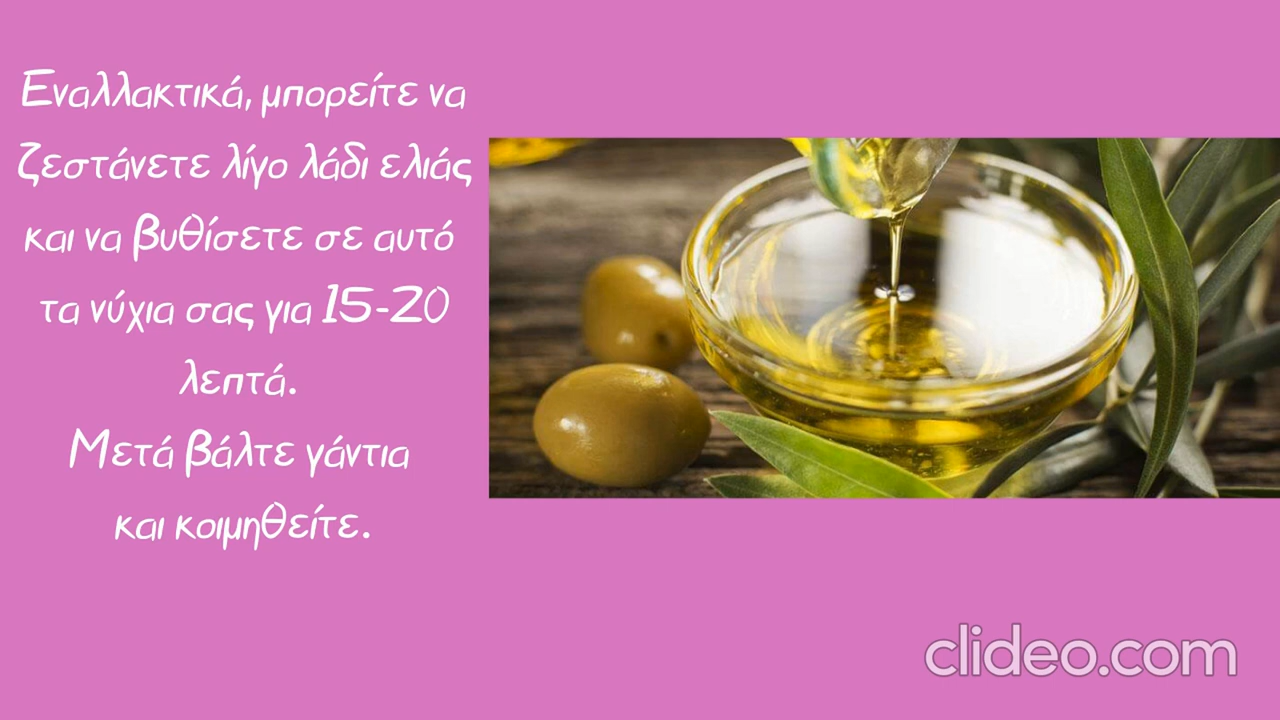 Εναλλακτικά, μπορείτε να
ζεστάνετε λίγο λάδι ελιάς
και να βυθίσετε σε αυτό
τα νύχια σας για 15-20
λεπτά.
Μετά βάλτε γάντια
και κοιμηθείτε.
clideo.com